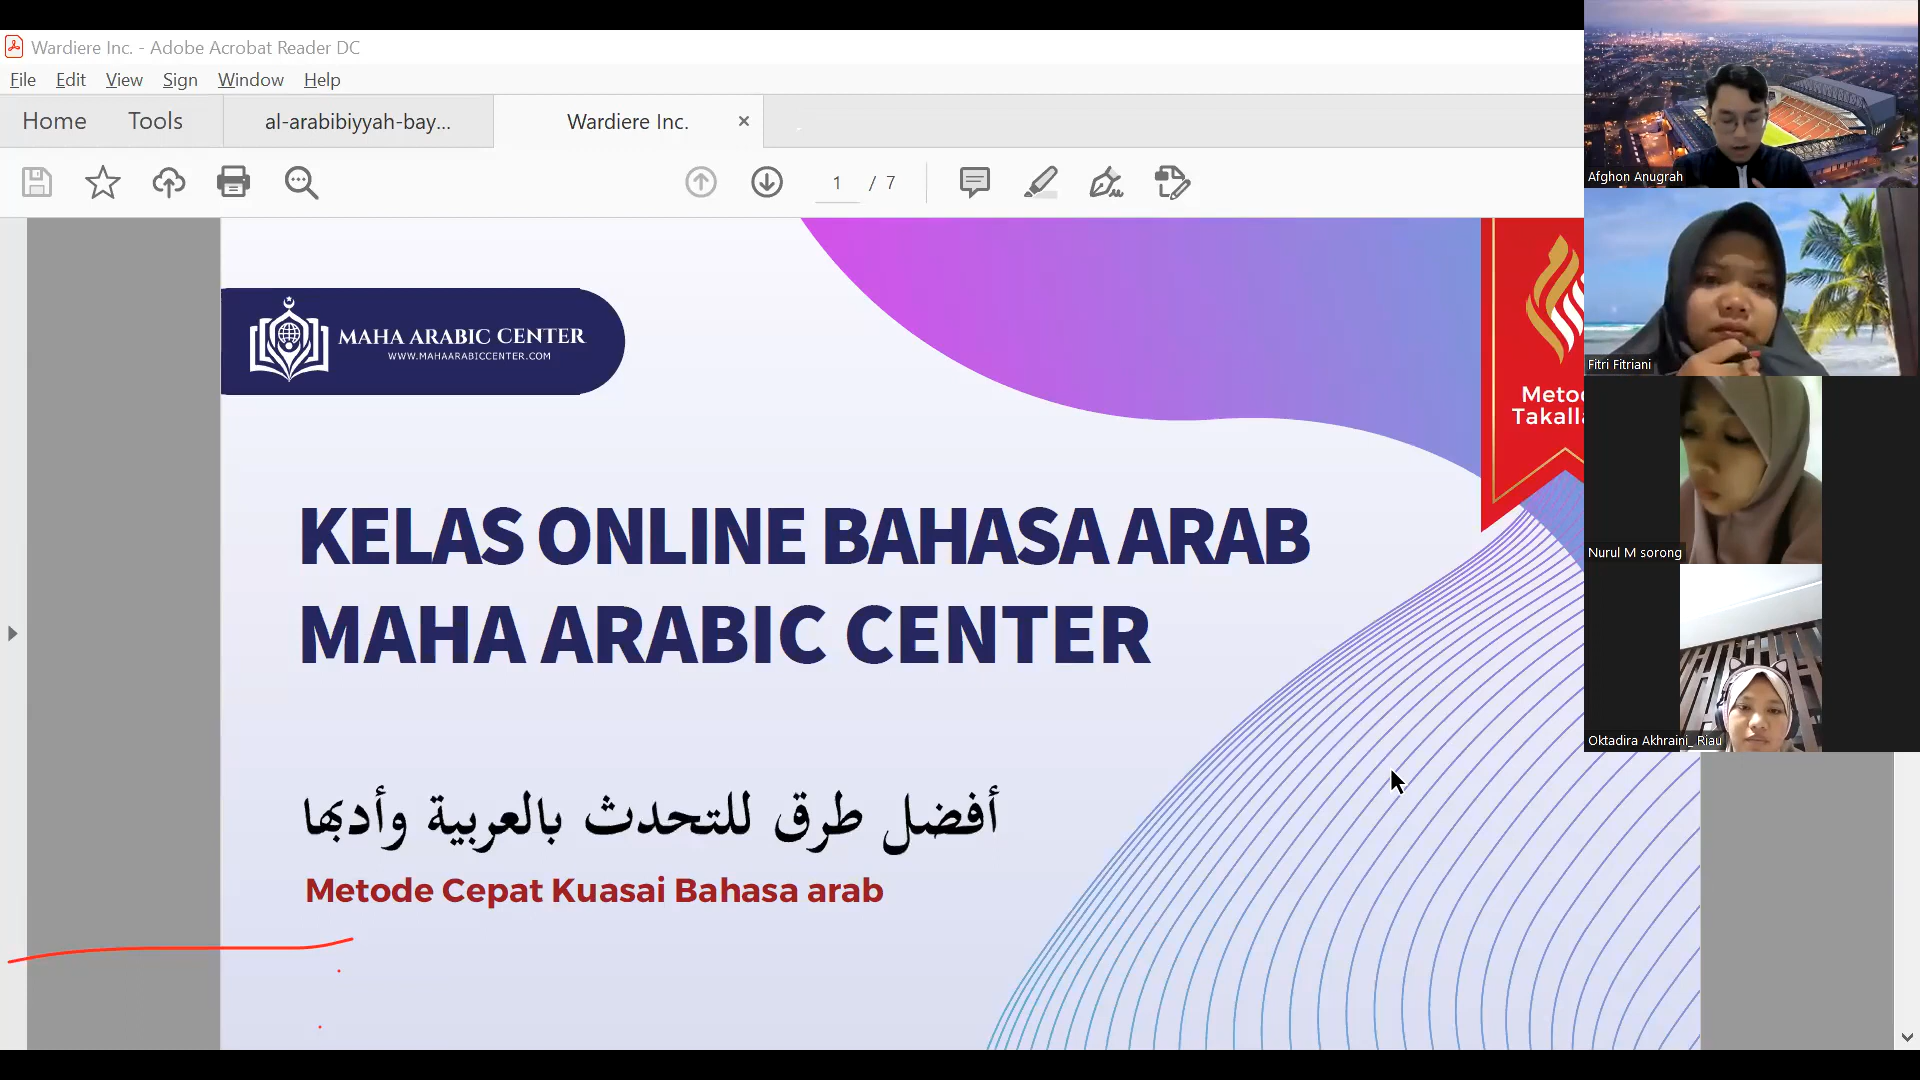 Wardiere Inc. - Adobe Acrobat Reader DC
File Edit View Sign Window Help
Home Tools al-arabibiyyah-bay... Wardiere Inc.
1 / 7
MAHA ARABIC CENTER
WWW.MAHAARABICCENTER.COM
KELAS ONLINE BAHASA ARAB
MAHA ARABIC CENTER
أفضل طرق للتحدث بالعربية وأدبها
Metode Cepat Kuasai Bahasa arab
Afghon Anugrah
Fitri Fitriani
Nurul M sorong
Oktadira Akhraini_ Riau